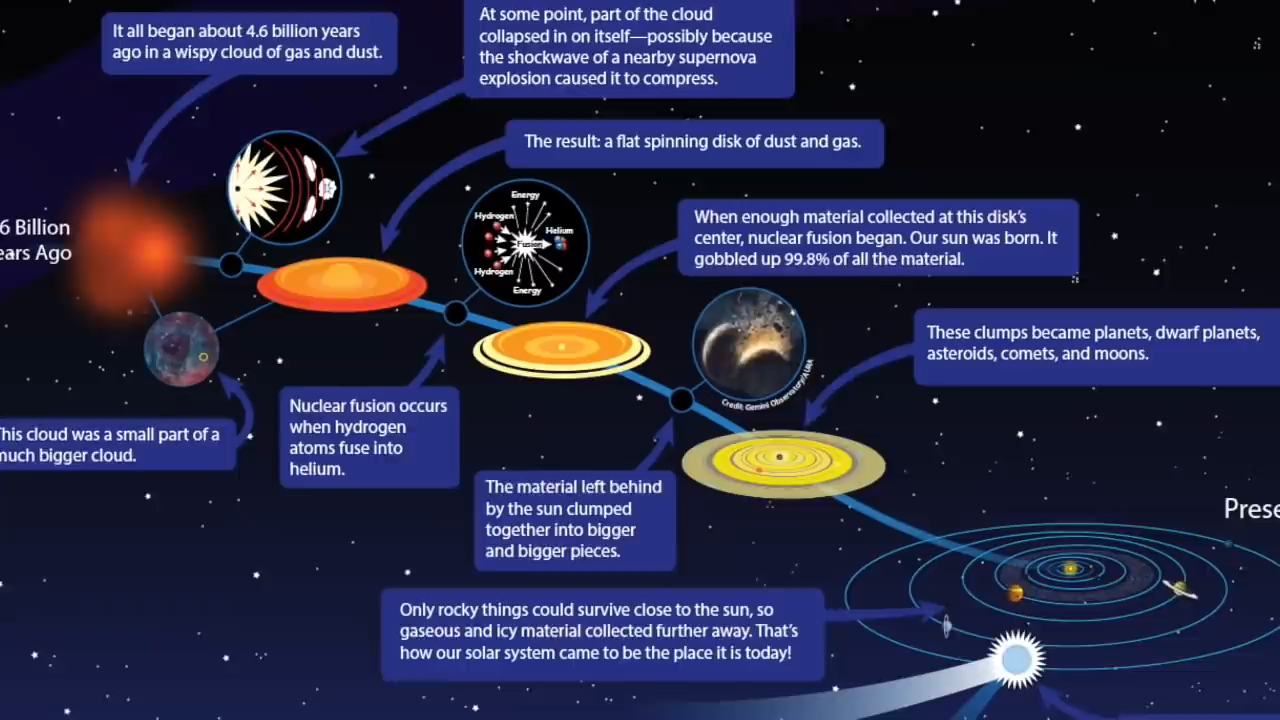 It all began about 4.6 billion years
ago in a wispy cloud of gas and dust.
At some point, part of the cloud
collapsed in on itself—possibly because
the shockwave of a nearby supernova
explosion caused it to compress.
The result: a flat spinning disk of dust and gas.
6 Billion
ears Ago
Energy
Hydrogen
Helium
Fusion
Hydrogen
Energy
When enough material collected at this disk's
center, nuclear fusion began. Our sun was born. It
gobbled up 99.8% of all the material.
These clumps became planets, dwarf planets,
asteroids, comets, and moons.
Credit: Gemini Observatory/AURA
This cloud was a small part of a
much bigger cloud.
Nuclear fusion occurs
when hydrogen
atoms fuse into
helium.
The material left behind
by the sun clumped
together into bigger
and bigger pieces.
Prese
Only rocky things could survive close to the sun, so
gaseous and icy material collected further away. That's
how our solar system came to be the place it is today!